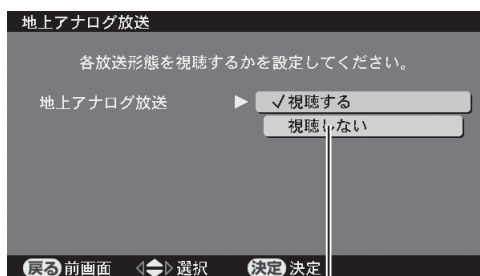 地上アナログ放送
各放送形態を視聴するかを設定してください。
地上アナログ放送 ▶ ✓視聴する
視聴しない
戻る 前画面 選択 決定 決定